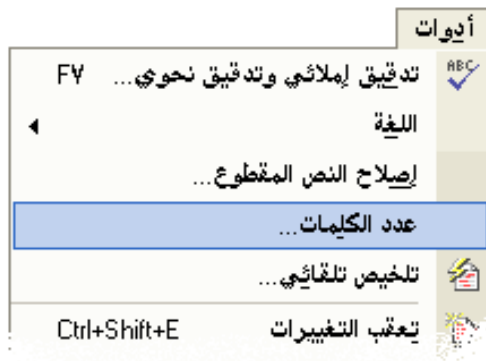 أدوات
تدقيق إملائي وتدقيق نحوي... F7
اللغة
إصلاح النص المقطوع...
عدد الكلمات...
تلخيص تلقائي...
تعقب التغييرات Ctrl+Shift+E